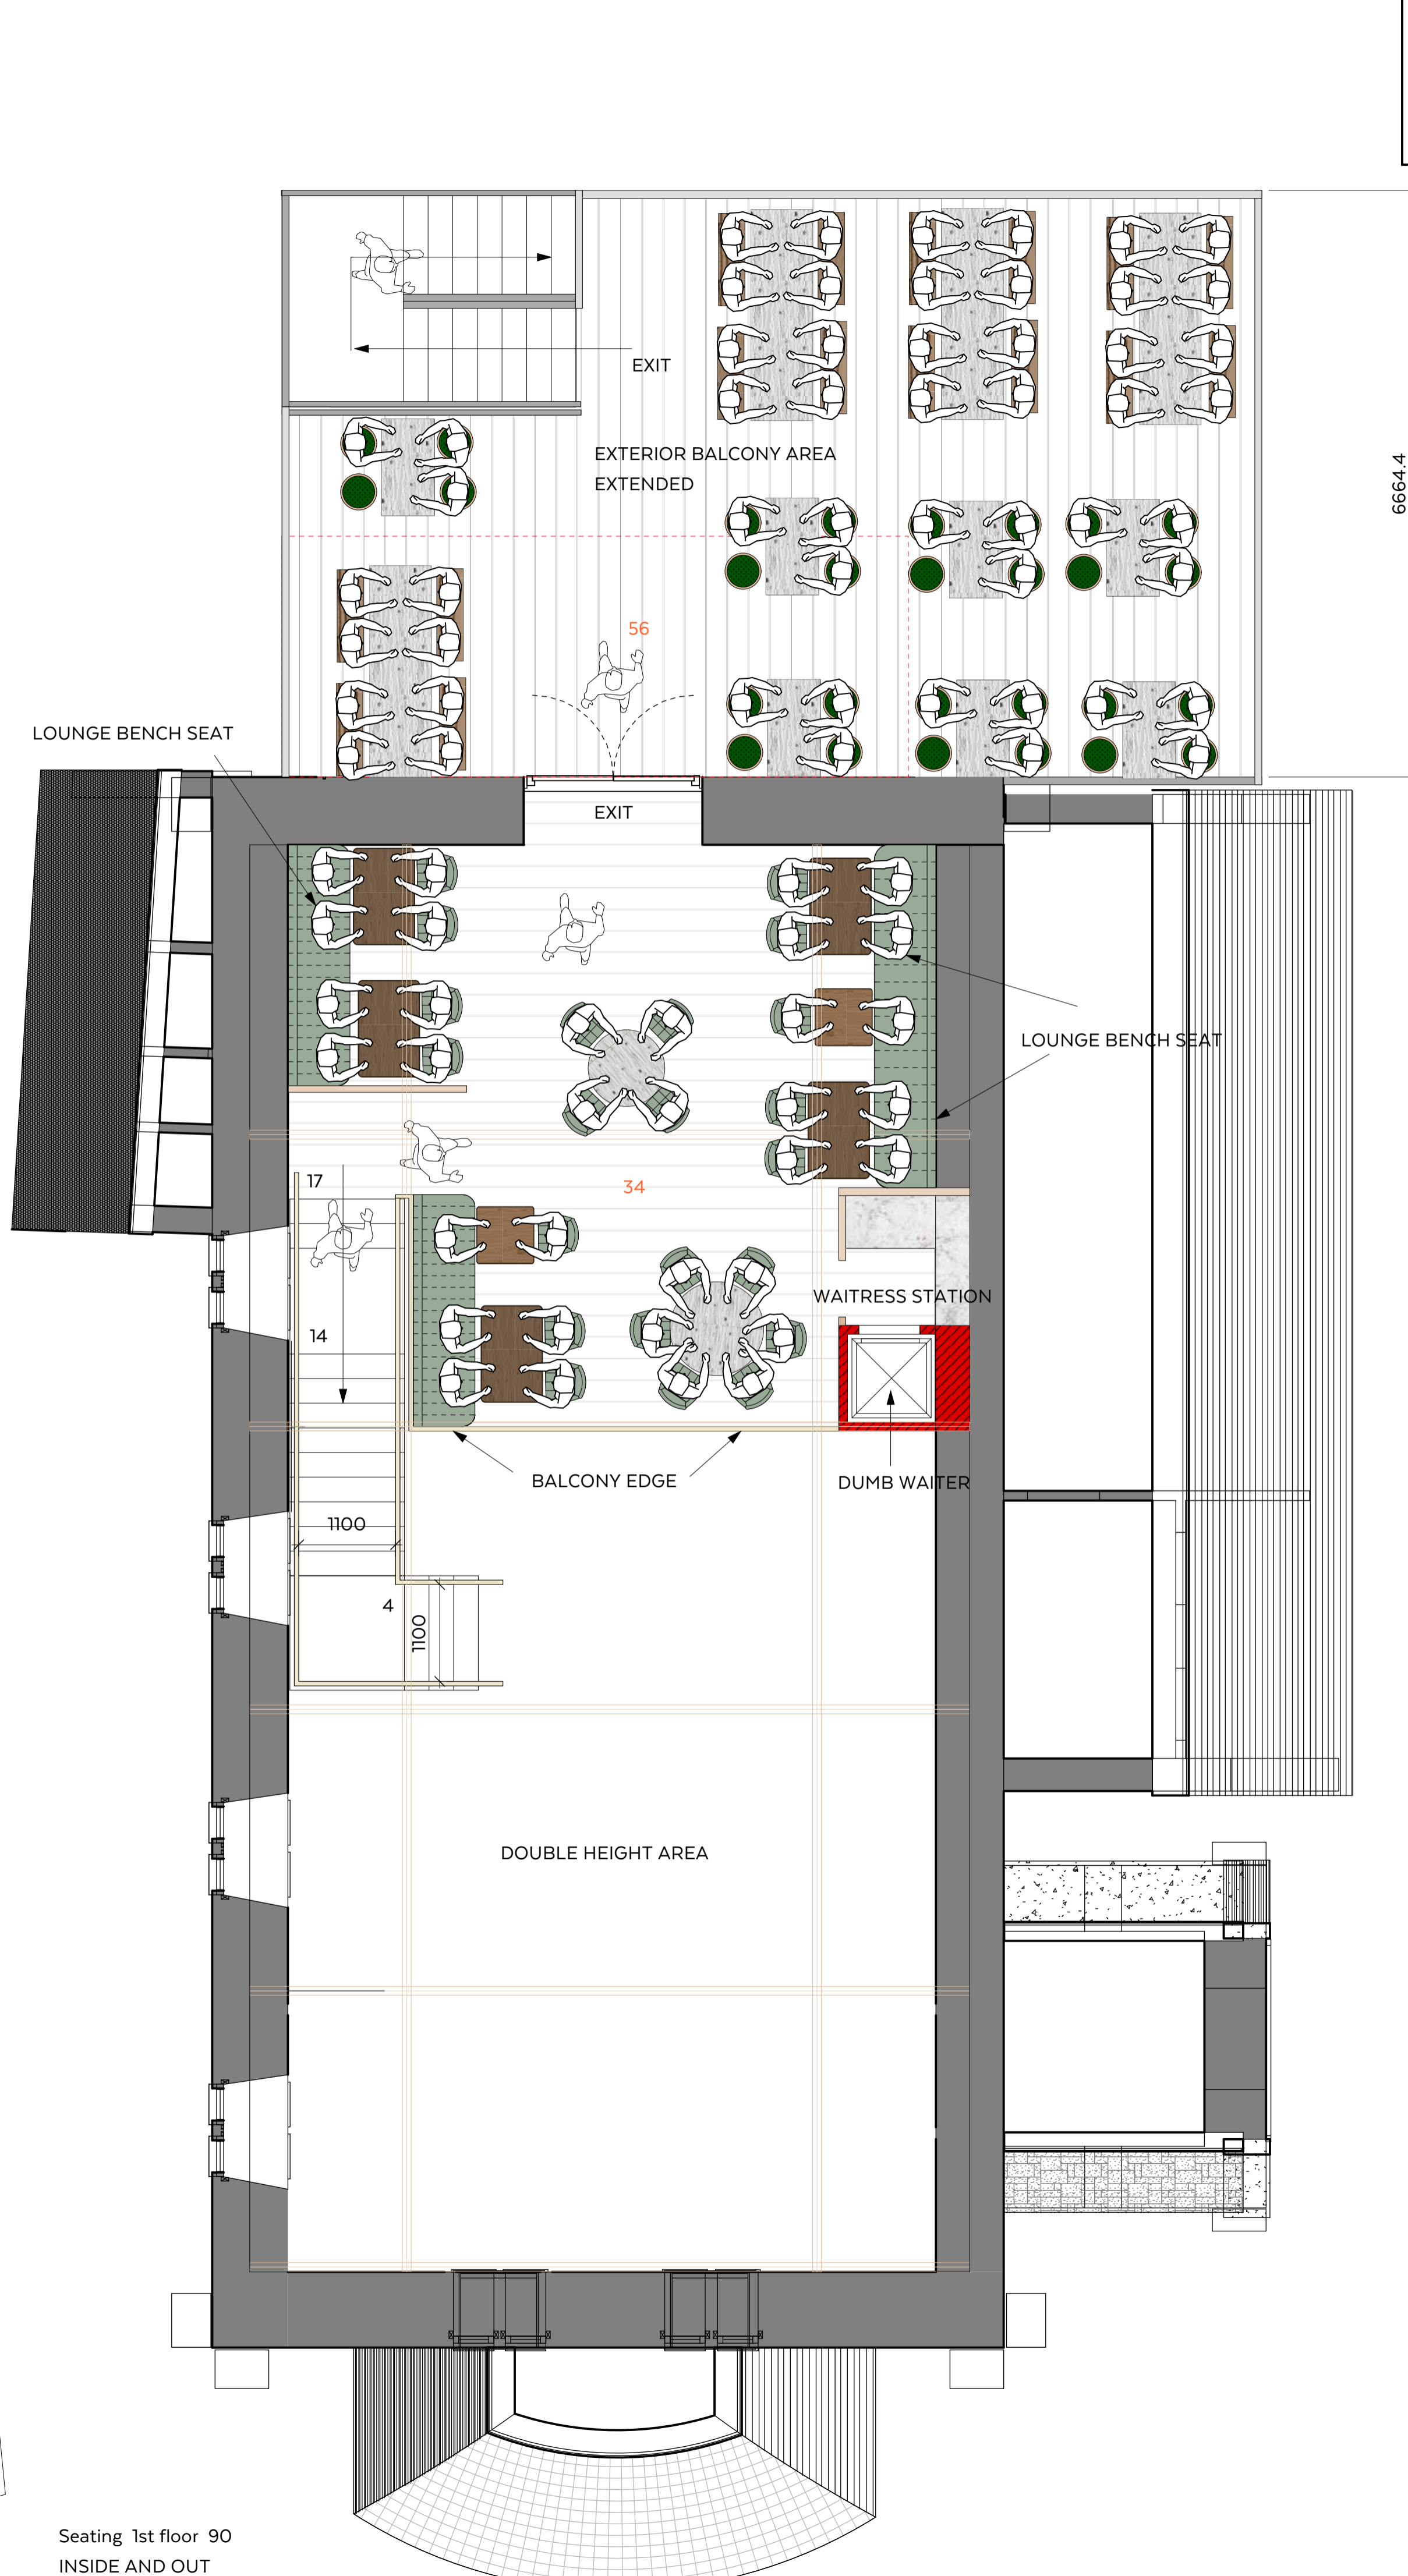 6664.4
EXIT
EXTERIOR BALCONY AREA
EXTENDED
56
LOUNGE BENCH SEAT
EXIT
LOUNGE BENCH SEAT
17
34
WAITRESS STATION
14
BALCONY EDGE
DUMB WAITER
1100
4
1100
DOUBLE HEIGHT AREA
Seating 1st floor 90
INSIDE AND OUT